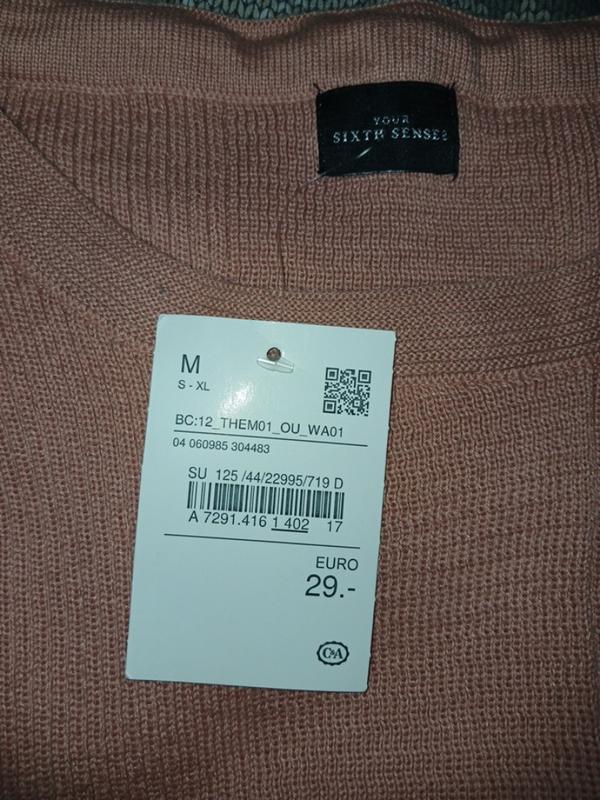 YOUR
SIXTH SENSE
M
S - XL
BC:12_THEM01_OU_WA01
04 060985 304483
SU 125 /44/22995/719 D
A 7291.416 1 402 17
EURO
29.-
C&A